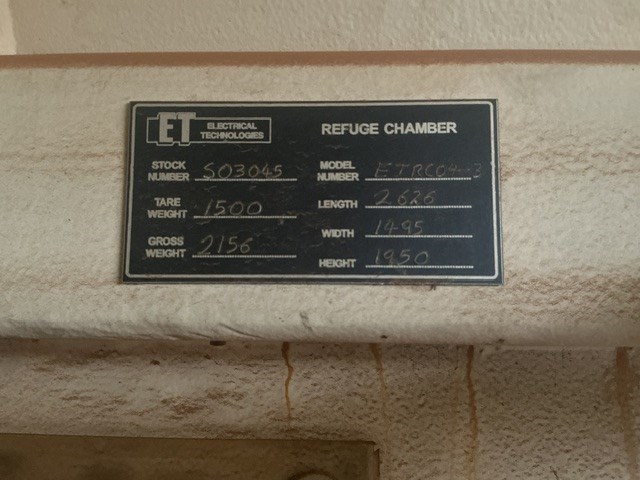 ET ELECTRICAL TECHNOLOGIES
REFUGE CHAMBER
STOCK NUMBER SO3045
MODEL NUMBER ETRC04-3
TARE WEIGHT 1500
LENGTH 2626
GROSS WEIGHT 2156
WIDTH 1495
HEIGHT 1950